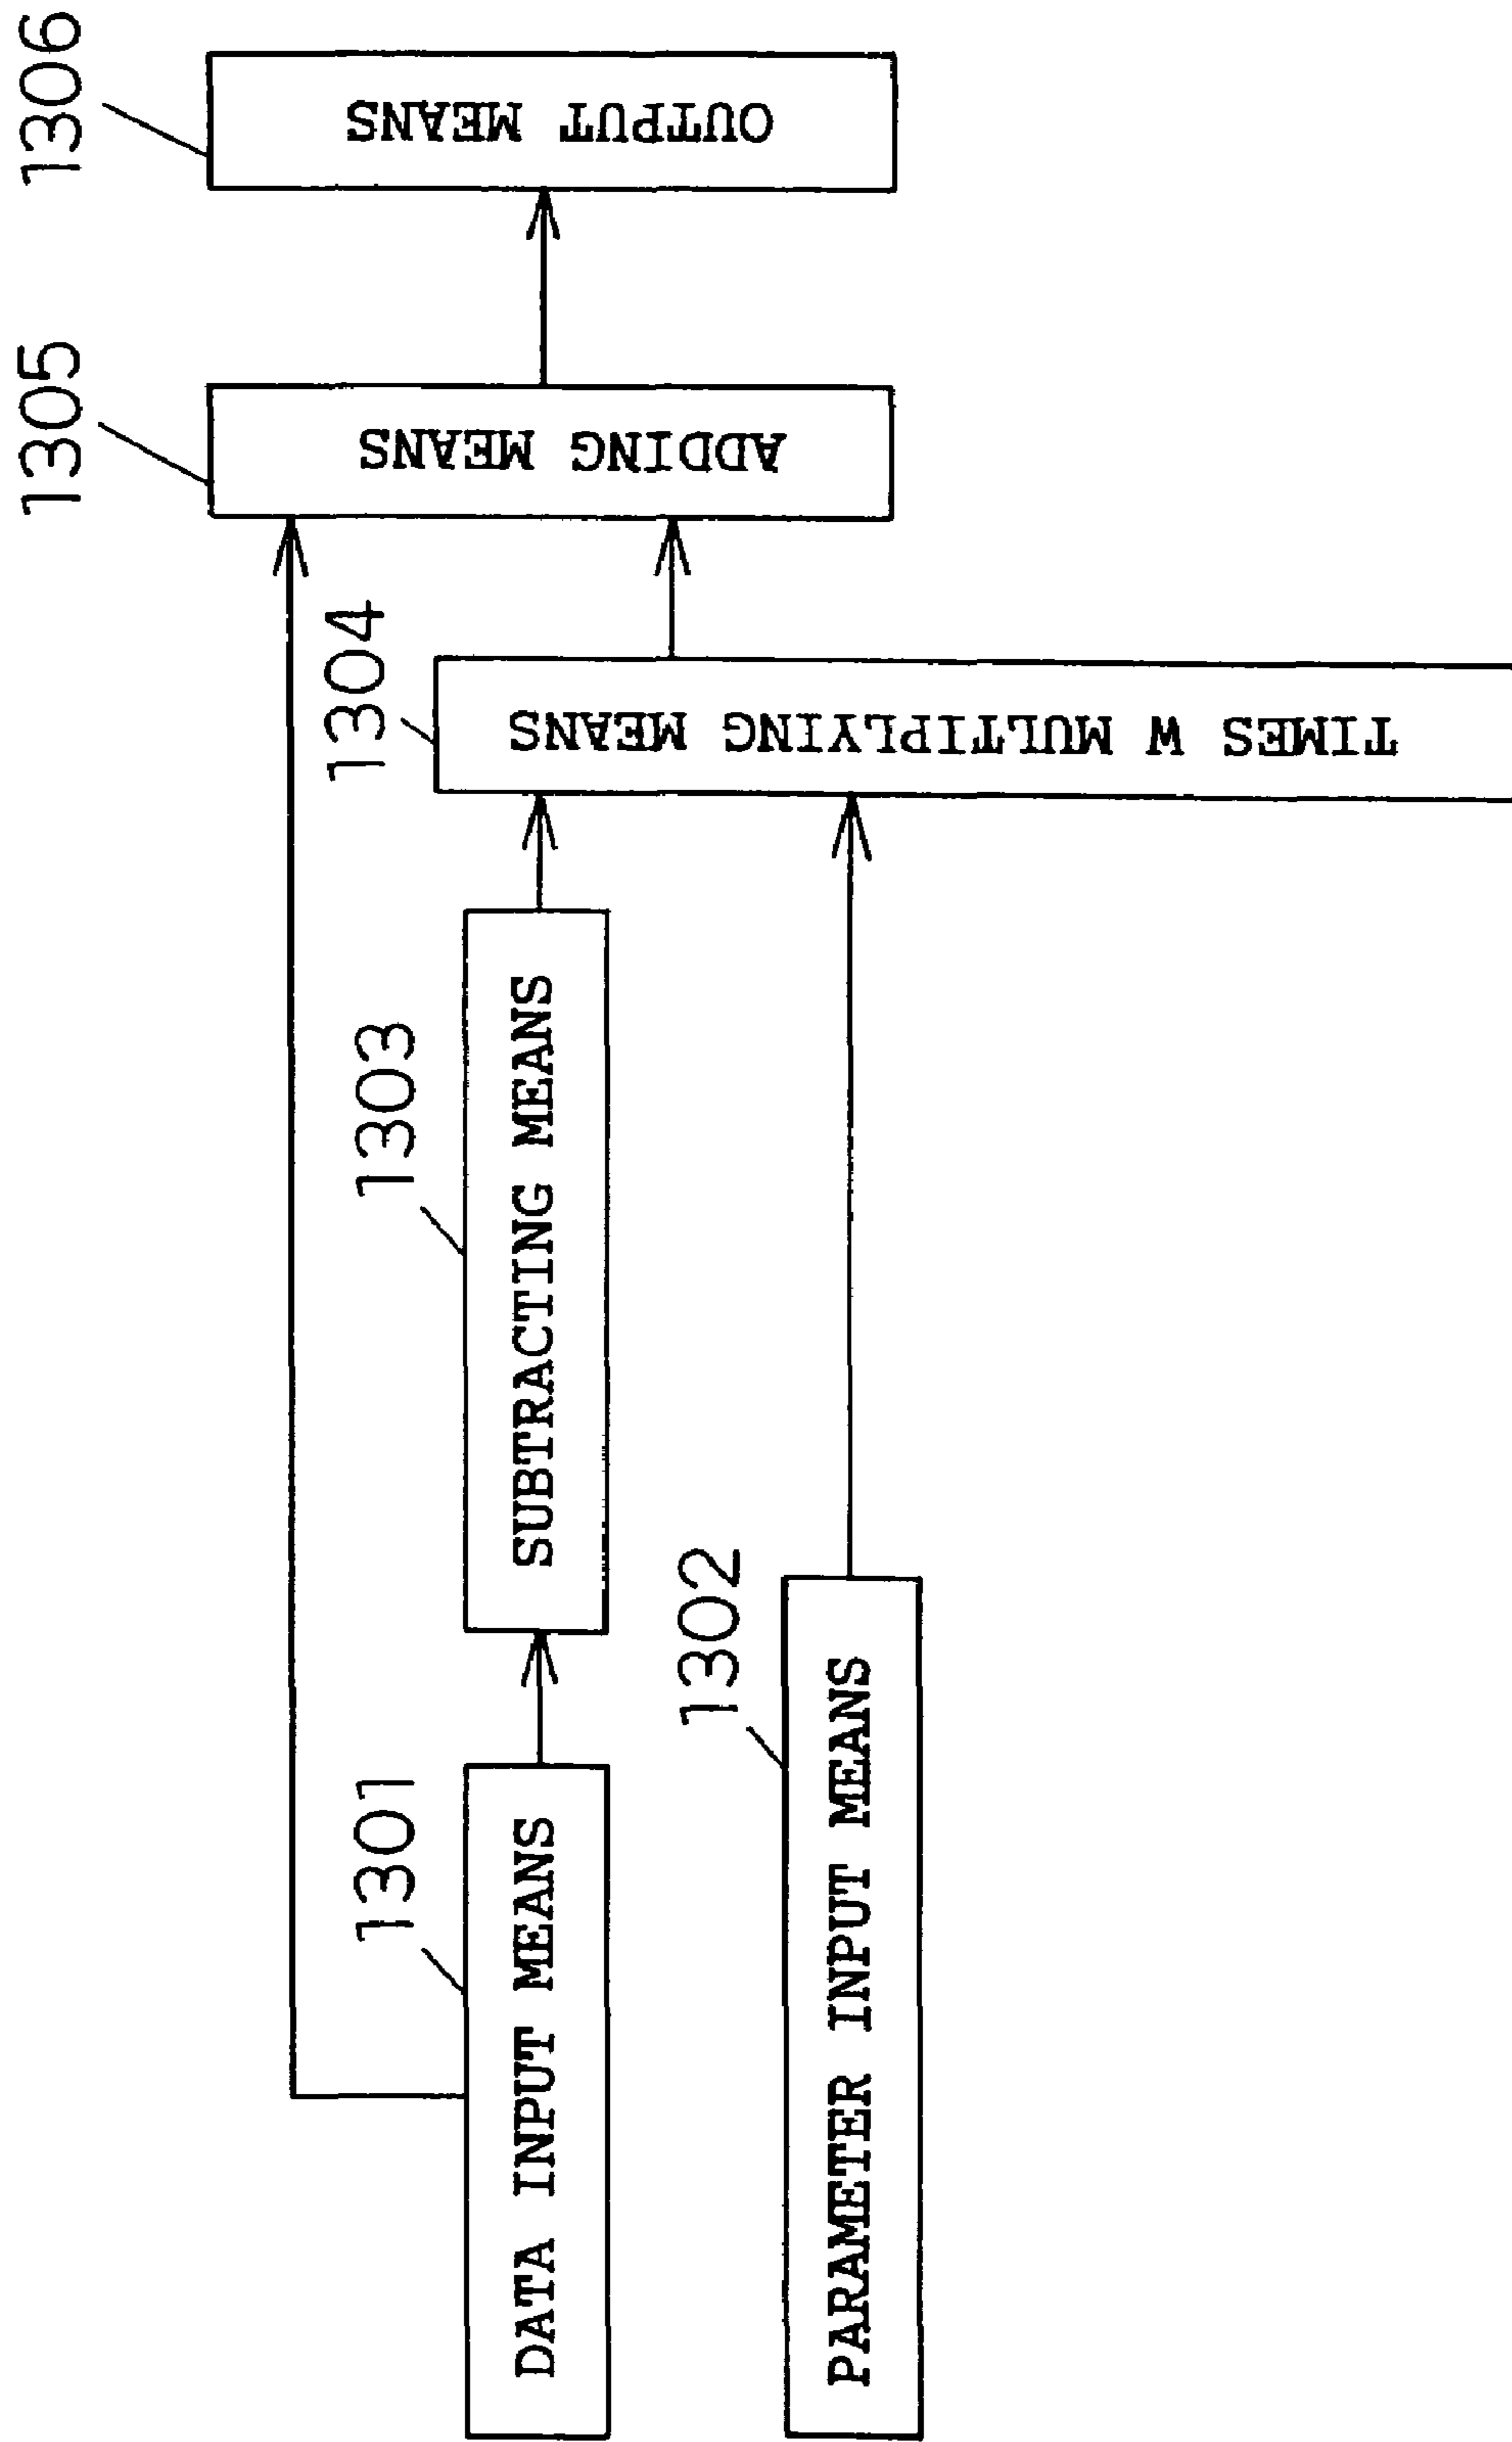 1306
OUTPUT MEANS
1305
ADDING MEANS
1304
TIMES W MULTIPLYING MEANS
1303
SUBTRACTING MEANS
1302
PARAMETER INPUT MEANS
1301
DATA INPUT MEANS